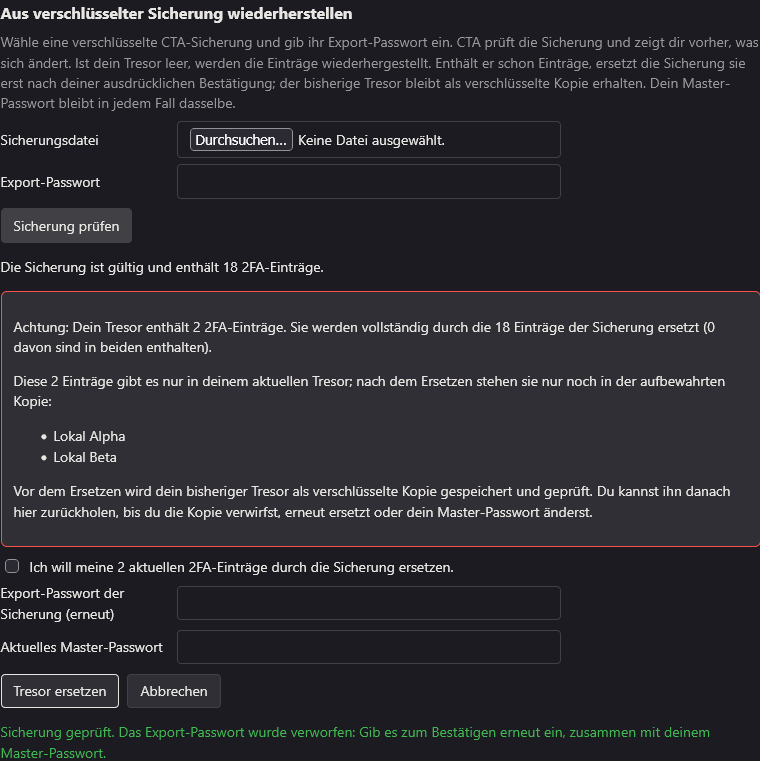 Aus verschlüsselter Sicherung wiederherstellen
Wähle eine verschlüsselte CTA-Sicherung und gib ihr Export-Passwort ein. CTA prüft die Sicherung und zeigt dir vorher, was
sich ändert. Ist dein Tresor leer, werden die Einträge wiederhergestellt. Enthält er schon Einträge, ersetzt die Sicherung sie
erst nach deiner ausdrücklichen Bestätigung; der bisherige Tresor bleibt als verschlüsselte Kopie erhalten. Dein Master-
Passwort bleibt in jedem Fall dasselbe.
Sicherungsdatei
Durchsuchen... Keine Datei ausgewählt.
Export-Passwort
Sicherung prüfen
Die Sicherung ist gültig und enthält 18 2FA-Einträge.
Achtung: Dein Tresor enthält 2 2FA-Einträge. Sie werden vollständig durch die 18 Einträge der Sicherung ersetzt (0
davon sind in beiden enthalten).
Diese 2 Einträge gibt es nur in deinem aktuellen Tresor; nach dem Ersetzen stehen sie nur noch in der aufbewahrten
Kopie:
• Lokal Alpha
• Lokal Beta
Vor dem Ersetzen wird dein bisheriger Tresor als verschlüsselte Kopie gespeichert und geprüft. Du kannst ihn danach
hier zurückholen, bis du die Kopie verwirfst, erneut ersetzt oder dein Master-Passwort änderst.
Ich will meine 2 aktuellen 2FA-Einträge durch die Sicherung ersetzen.
Export-Passwort der
Sicherung (erneut)
Aktuelles Master-Passwort
Tresor ersetzen
Abbrechen
Sicherung geprüft. Das Export-Passwort wurde verworfen: Gib es zum Bestätigen erneut ein, zusammen mit deinem
Master-Passwort.